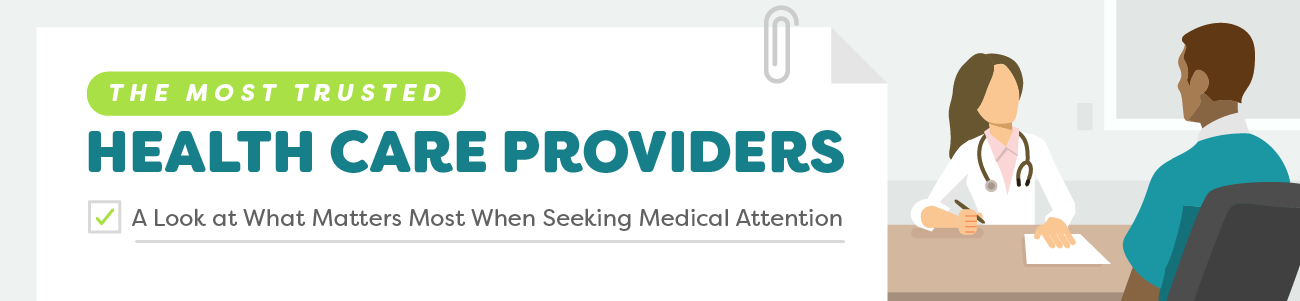 THE MOST TRUSTED
HEALTH CARE PROVIDERS
A Look at What Matters Most When Seeking Medical Attention